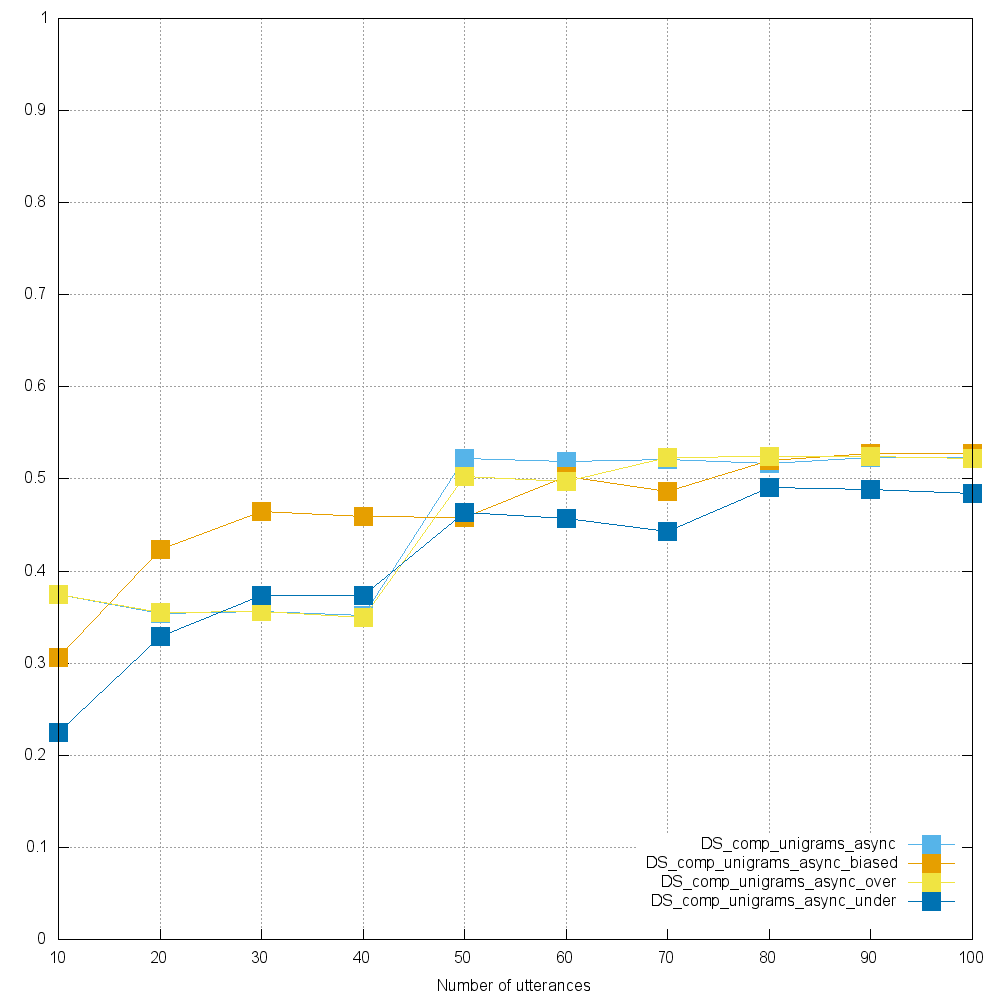 1
0.9
0.8
0.7
0.6
0.5
0.4
0.3
0.2
0.1
0
DS_comp_unigrams_async
DS_comp_unigrams_async_biased
DS_comp_unigrams_async_over
DS_comp_unigrams_async_under
10 20 30 40 50 60 70 80 90 100
Number of utterances